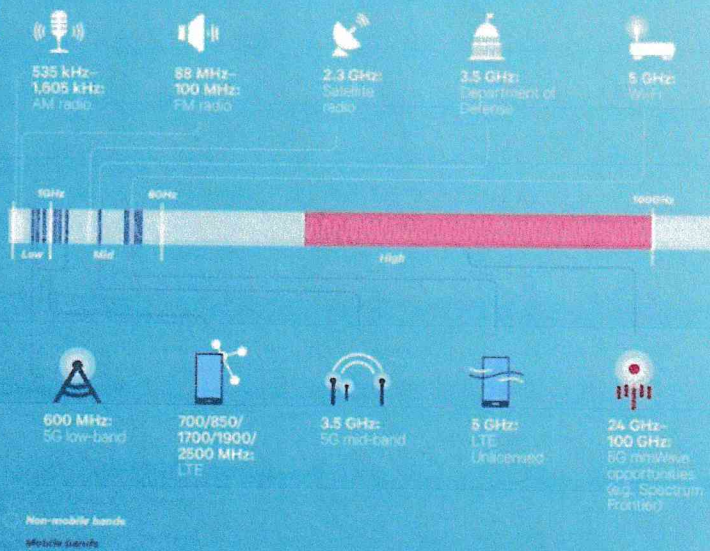 535 kHz–
1,605 kHz:
AM radio
88 MHz–
100 MHz:
FM radio
2.3 GHz:
Satellite
radio
3.5 GHz:
Department of
Defense
5 GHz:
Wi-Fi
1GHz
6GHz
100GHz
Low
Mid
High
600 MHz:
5G low-band
700/850/
1700/1900/
2500 MHz:
LTE
3.5 GHz:
5G mid-band
5 GHz:
LTE
Unlicensed
24 GHz–
100 GHz:
5G mmWave
opportunities
(e.g. Spectrum
Frontier)
Non-mobile bands
Mobile bands